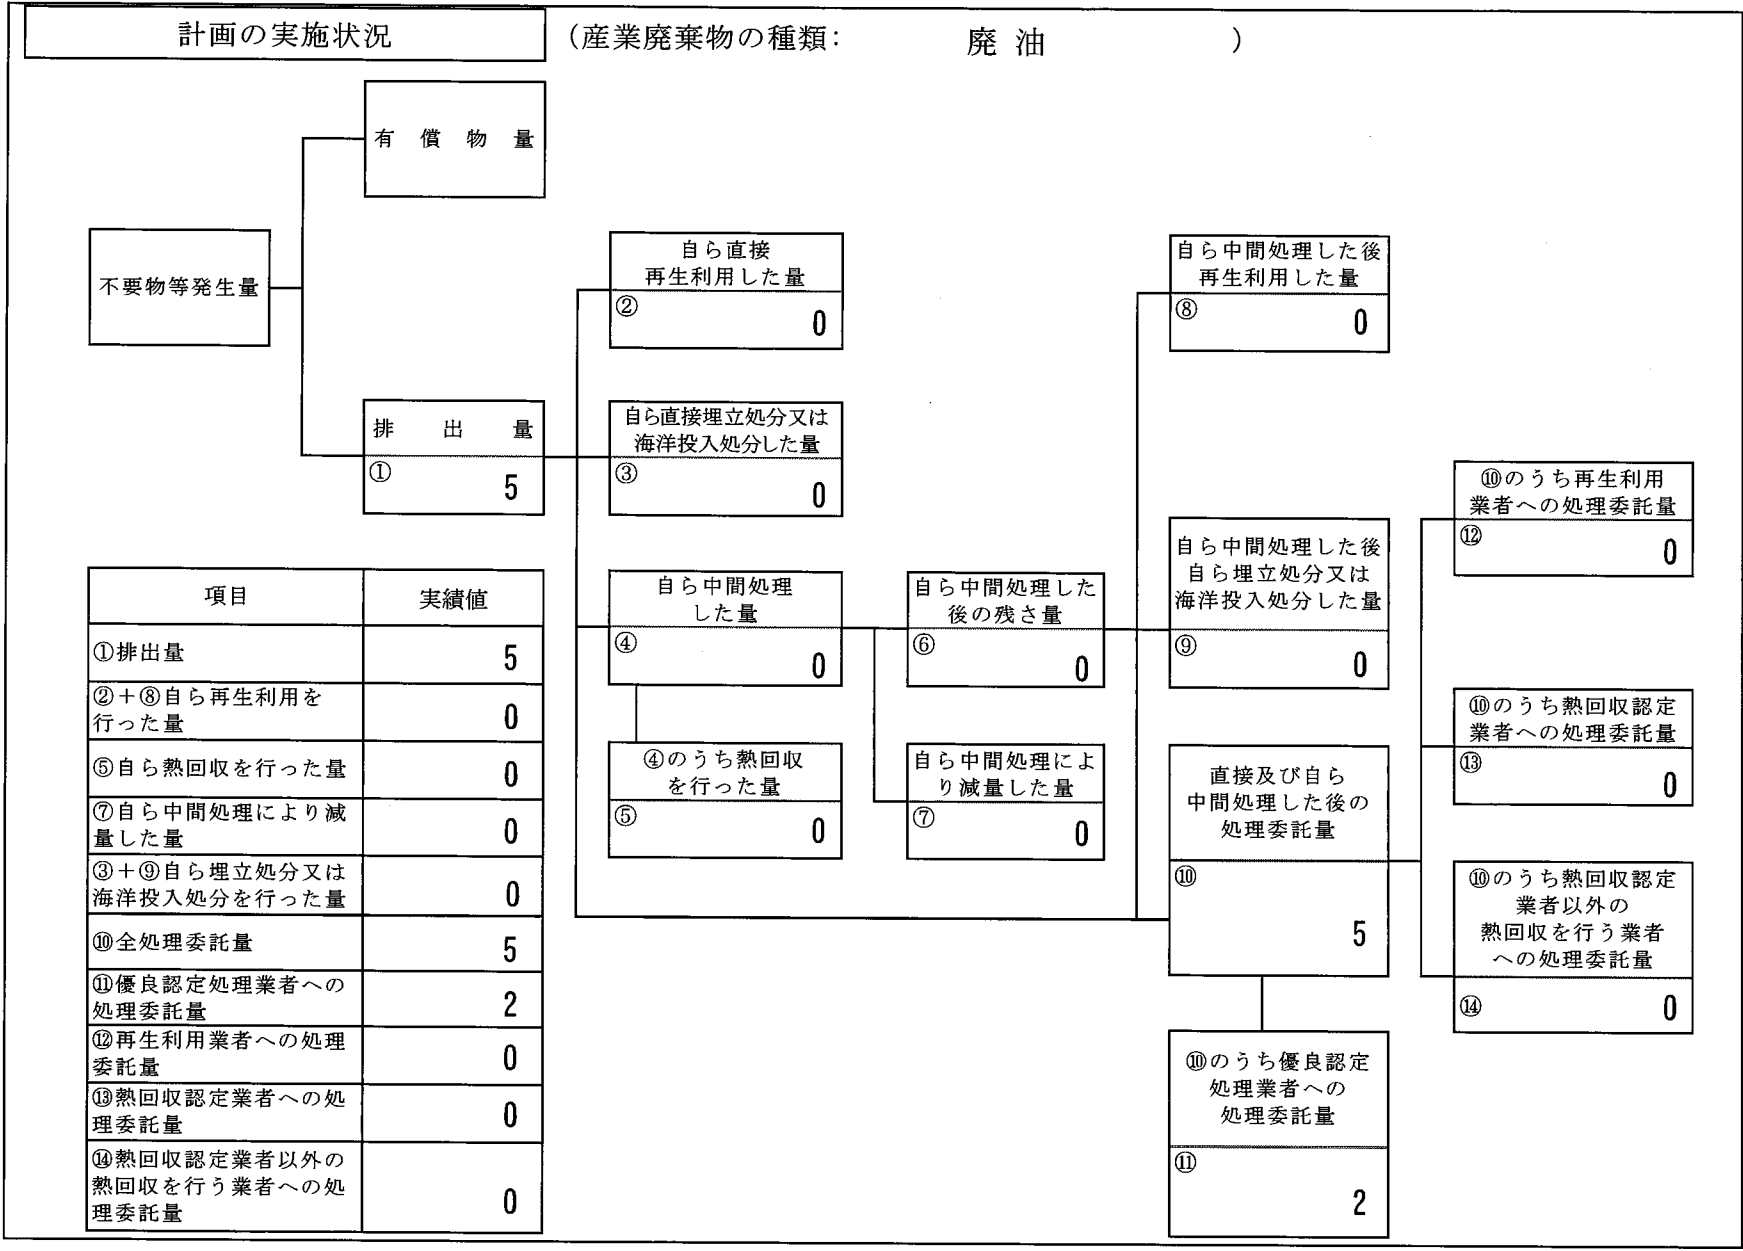 計画の実施状況
(産業廃棄物の種類: 廃油 )
有償物量
不要物等発生量
排出量
① 5
自ら直接
再生利用した量
② 0
自ら直接埋立処分又は
海洋投入処分した量
③ 0
自ら中間処理
した量
④ 0
④のうち熱回収
を行った量
⑤ 0
自ら中間処理した
後の残さ量
⑥ 0
自ら中間処理によ
り減量した量
⑦ 0
自ら中間処理した後
再生利用した量
⑧ 0
自ら中間処理した後
自ら埋立処分又は
海洋投入処分した量
⑨ 0
直接及び自ら
中間処理した後の
処理委託量
⑩ 5
⑩のうち優良認定
処理業者への
処理委託量
⑪ 2
⑩のうち再生利用
業者への処理委託量
⑫ 0
⑩のうち熱回収認定
業者への処理委託量
⑬ 0
⑩のうち熱回収認定
業者以外の
熱回収を行う業者
への処理委託量
⑭ 0
項目 実績値
①排出量 5
②+⑧自ら再生利用を
行った量 0
⑤自ら熱回収を行った量 0
⑦自ら中間処理により減
量した量 0
③+⑨自ら埋立処分又は
海洋投入処分を行った量 0
⑩全処理委託量 5
⑪優良認定処理業者への
処理委託量 2
⑫再生利用業者への処理
委託量 0
⑬熱回収認定業者への処
理委託量 0
⑭熱回収認定業者以外の
熱回収を行う業者への処
理委託量 0